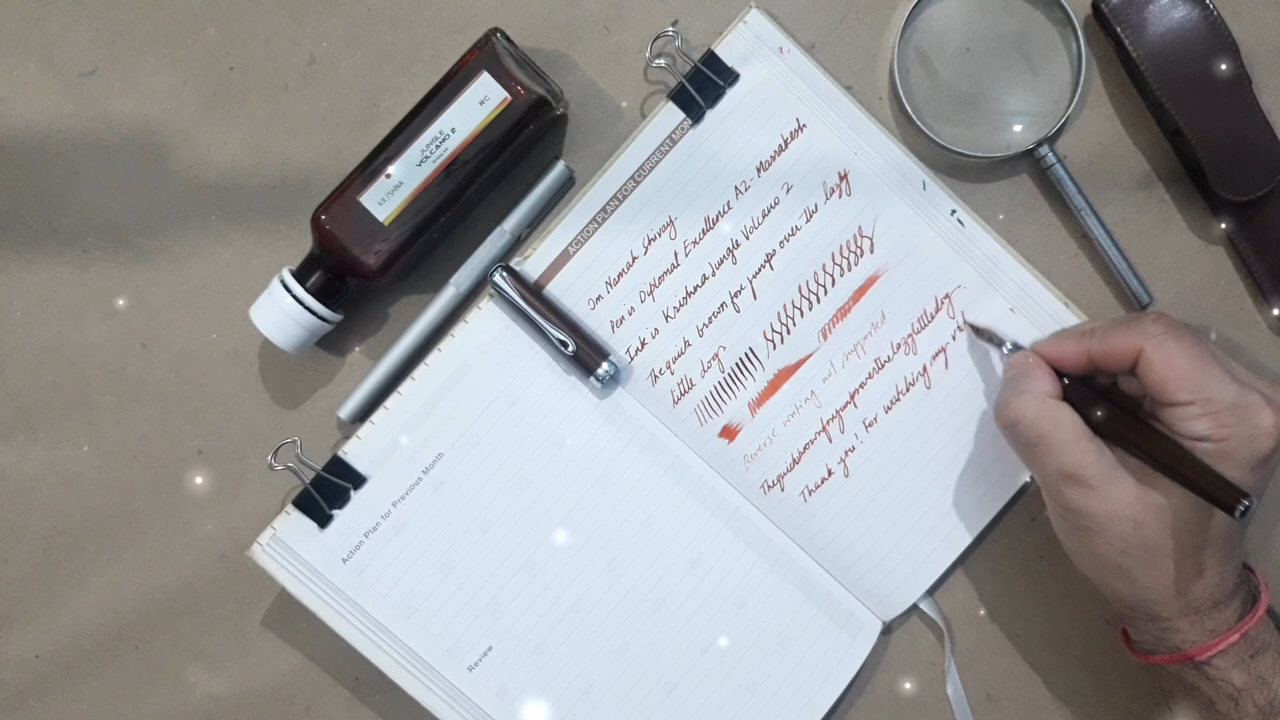 KRISHNA
JUNGLE
VOLCANO 2
RC
ACTION PLAN FOR CURRENT MON
Om Namah Shivay.
Pen is Diplomat Excellence A2-Marrakesh
Ink is Krishna Jungle Volcano 2
The quick brown fox jumps over the lazy
little dogs
Reverse writing not supported.
Thequickbrownfoxjumpsoverthelazylittledog.
Thank you! For watching my
Action Plan for Previous Month
Review